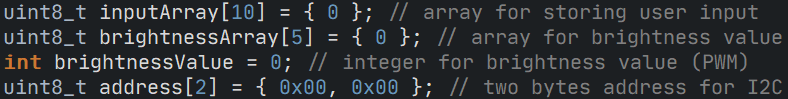 uint8_t inputArray[10] = { 0 }; // array for storing user input
uint8_t brightnessArray[5] = { 0 }; // array for brightness value
int brightnessValue = 0; // integer for brightness value (PWM)
uint8_t address[2] = { 0x00, 0x00 }; // two bytes address for I2C